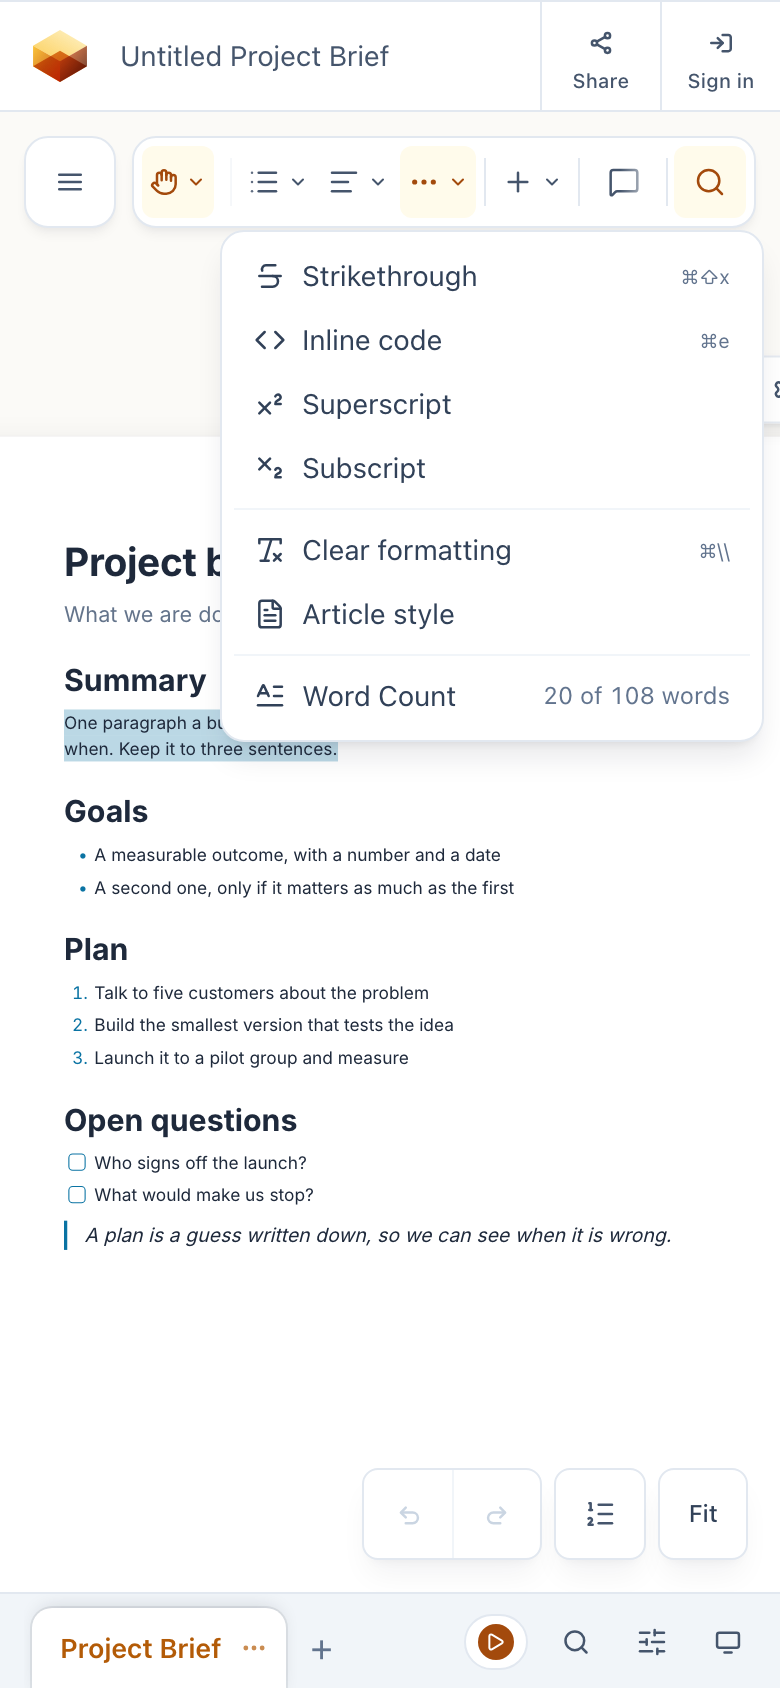 Untitled Project Brief
Share
Sign in
Strikethrough ⌘⇧x
Inline code ⌘e
Superscript
Subscript
Clear formatting ⌘\\
Article style
Word Count 20 of 108 words
Project
What we are
Summary
One paragraph a
when. Keep it to three sentences.
Goals
• A measurable outcome, with a number and a date
• A second one, only if it matters as much as the first
Plan
1. Talk to five customers about the problem
2. Build the smallest version that tests the idea
3. Launch it to a pilot group and measure
Open questions
Who signs off the launch?
What would make us stop?
A plan is a guess written down, so we can see when it is wrong.
Fit
Project Brief